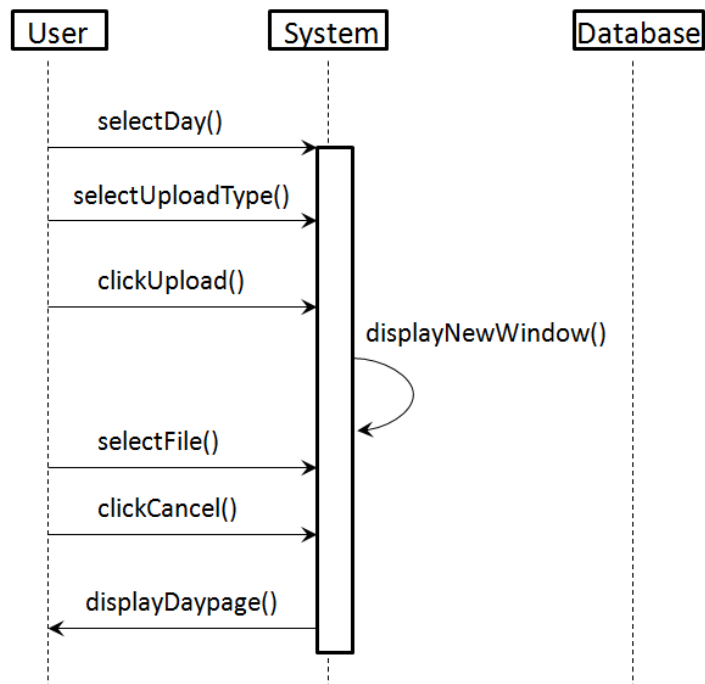 User
System
Database
selectDay()
selectUploadType()
clickUpload()
displayNewWindow()
selectFile()
clickCancel()
displayDaypage()